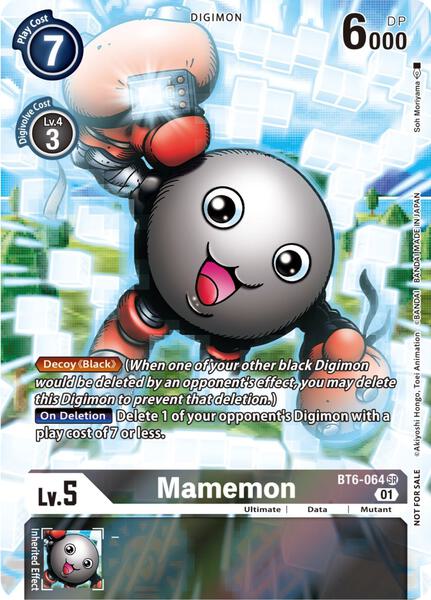 DIGIMON
Play Cost
7
6000
DP
Digivolve Cost
Lv.4
3
Soh Moriyama
©Akiyoshi Hongo, Toei Animation ©BANDAI BANDAI MADE IN JAPAN
NOT FOR SALE
Decoy《Black》 (When one of your other black Digimon
would be deleted by an opponent's effect, you may delete
this Digimon to prevent that deletion.)
On Deletion Delete 1 of your opponent's Digimon with a
play cost of 7 or less.
BT6-064 SR
Lv.5
Mamemon
01
Ultimate | Data | Mutant
Inherited Effect